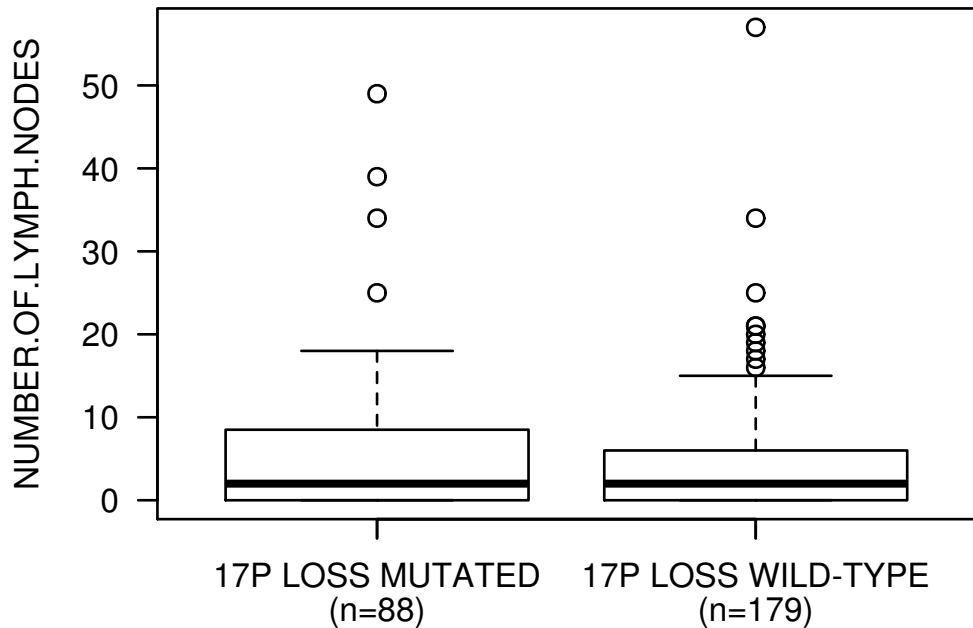 NUMBER.OF.LYMPH.NODES
50
40
30
20
10
0
17P LOSS MUTATED
(n=88)
17P LOSS WILD-TYPE
(n=179)